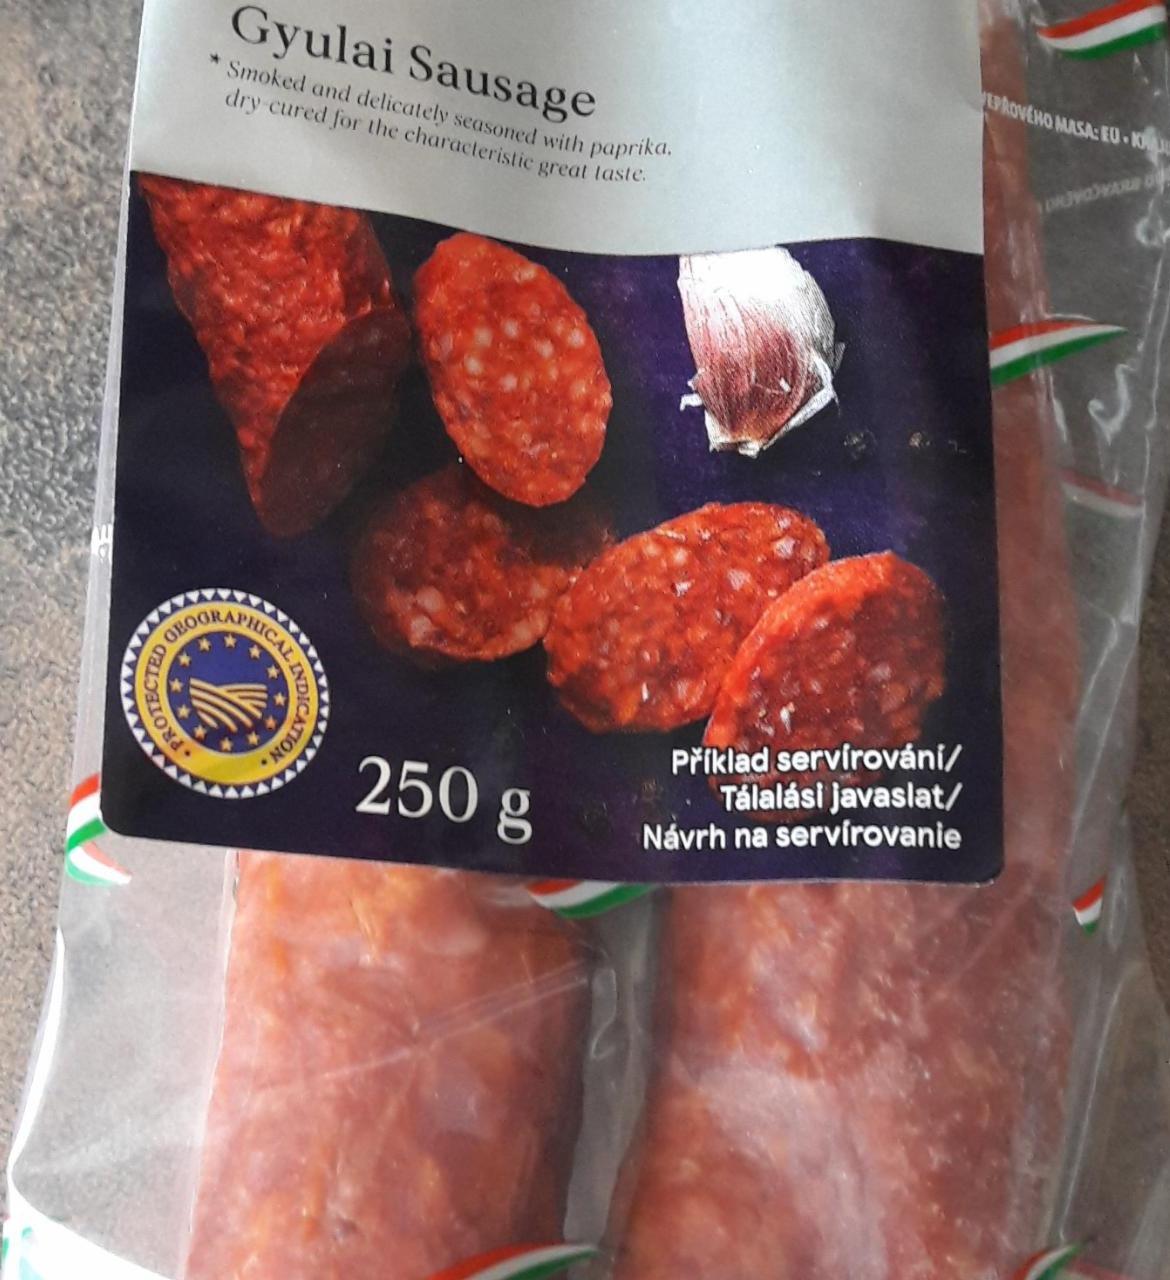 Gyulai Sausage
* Smoked and delicately seasoned with paprika,
dry-cured for the characteristic great taste.
VEPŘOVÉHO MASA: EU •
• PROTECTED GEOGRAPHICAL INDICATION •
250 g
Příklad servírování/
Tálalási javaslat/
Návrh na servírovanie